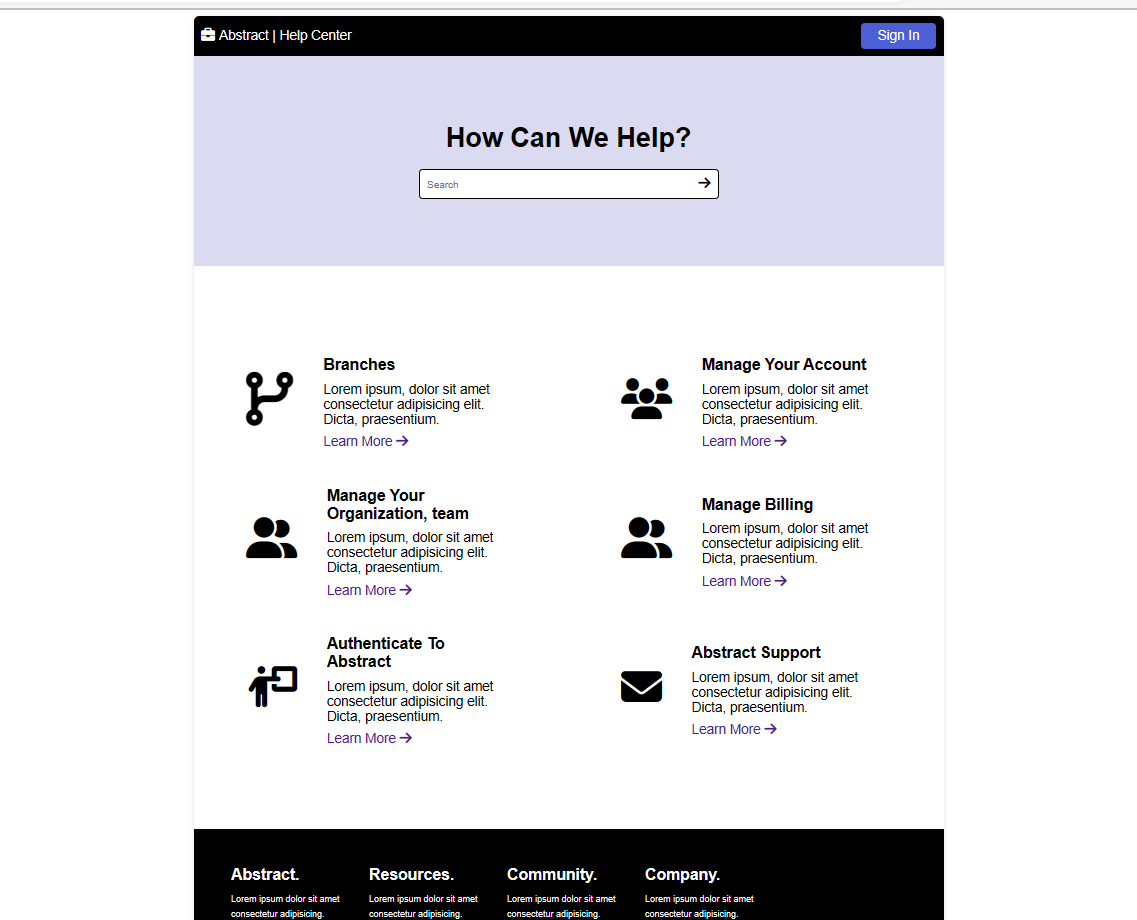 Abstract | Help Center
Sign In
How Can We Help?
Search
Branches
Lorem ipsum, dolor sit amet
consectetur adipisicing elit.
Dicta, praesentium.
Learn More
Manage Your Account
Lorem ipsum, dolor sit amet
consectetur adipisicing elit.
Dicta, praesentium.
Learn More
Manage Your
Organization, team
Lorem ipsum, dolor sit amet
consectetur adipisicing elit.
Dicta, praesentium.
Learn More
Manage Billing
Lorem ipsum, dolor sit amet
consectetur adipisicing elit.
Dicta, praesentium.
Learn More
Authenticate To
Abstract
Lorem ipsum, dolor sit amet
consectetur adipisicing elit.
Dicta, praesentium.
Learn More
Abstract Support
Lorem ipsum, dolor sit amet
consectetur adipisicing elit.
Dicta, praesentium.
Learn More
Abstract.
Lorem ipsum dolor sit amet
consectetur adipisicing.
Resources.
Lorem ipsum dolor sit amet
consectetur adipisicing.
Community.
Lorem ipsum dolor sit amet
consectetur adipisicing.
Company.
Lorem ipsum dolor sit amet
consectetur adipisicing.